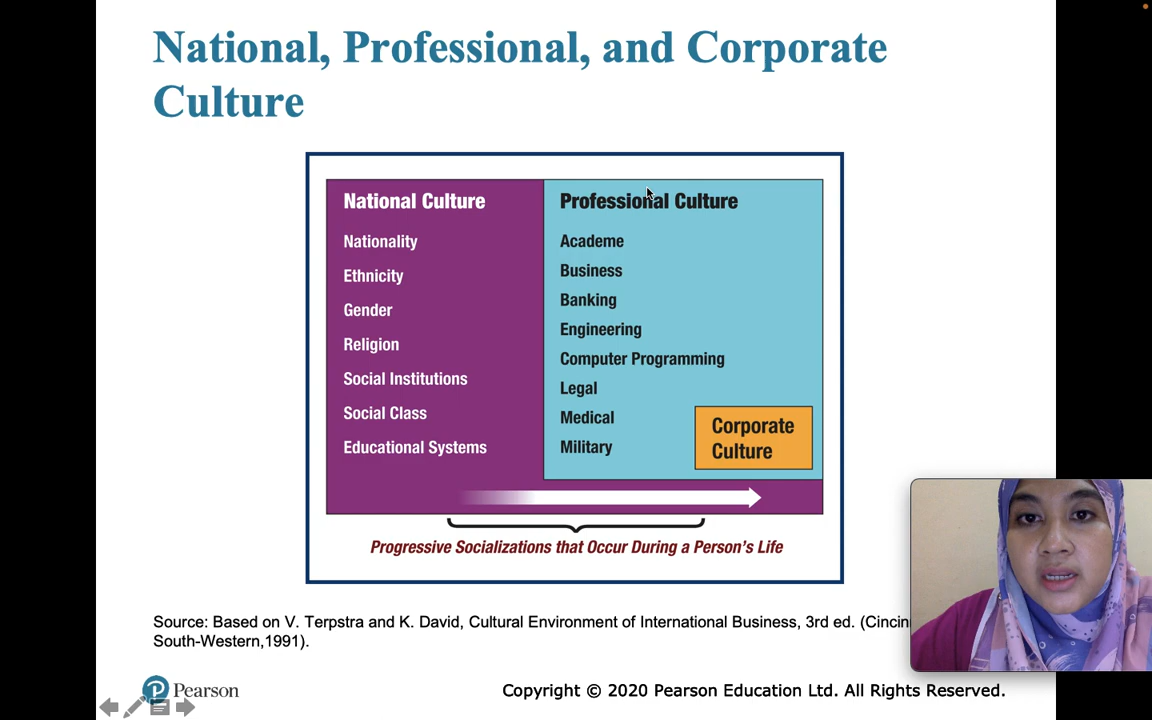 National, Professional, and Corporate
Culture
National Culture
Nationality
Ethnicity
Gender
Religion
Social Institutions
Social Class
Educational Systems
Professional Culture
Academe
Business
Banking
Engineering
Computer Programming
Legal
Medical
Military
Corporate
Culture
Progressive Socializations that Occur During a Person's Life
Source: Based on V. Terpstra and K. David, Cultural Environment of International Business, 3rd ed.
South-Western,1991).
P Pearson
Copyright © 2020 Pearson Education Ltd. All Rights Reserved.